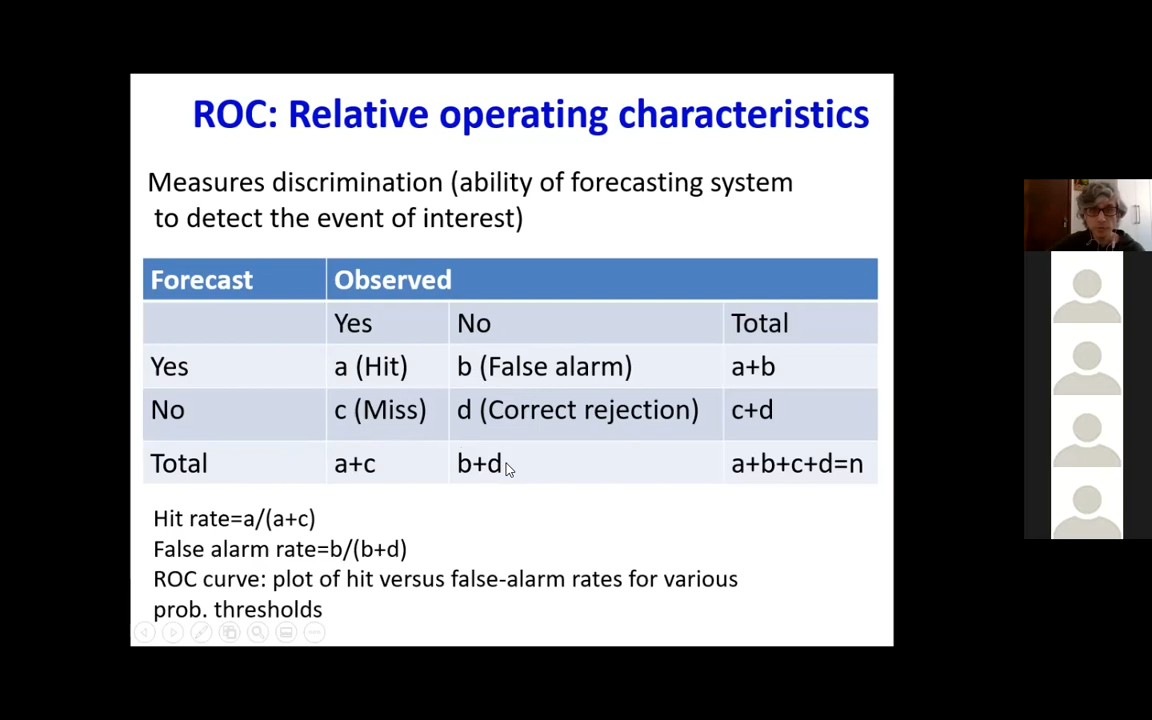 ROC: Relative operating characteristics
Measures discrimination (ability of forecasting system
to detect the event of interest)
Forecast Observed
Yes No Total
Yes a (Hit) b (False alarm) a+b
No c (Miss) d (Correct rejection) c+d
Total a+c b+d a+b+c+d=n
Hit rate=a/(a+c)
False alarm rate=b/(b+d)
ROC curve: plot of hit versus false-alarm rates for various
prob. thresholds